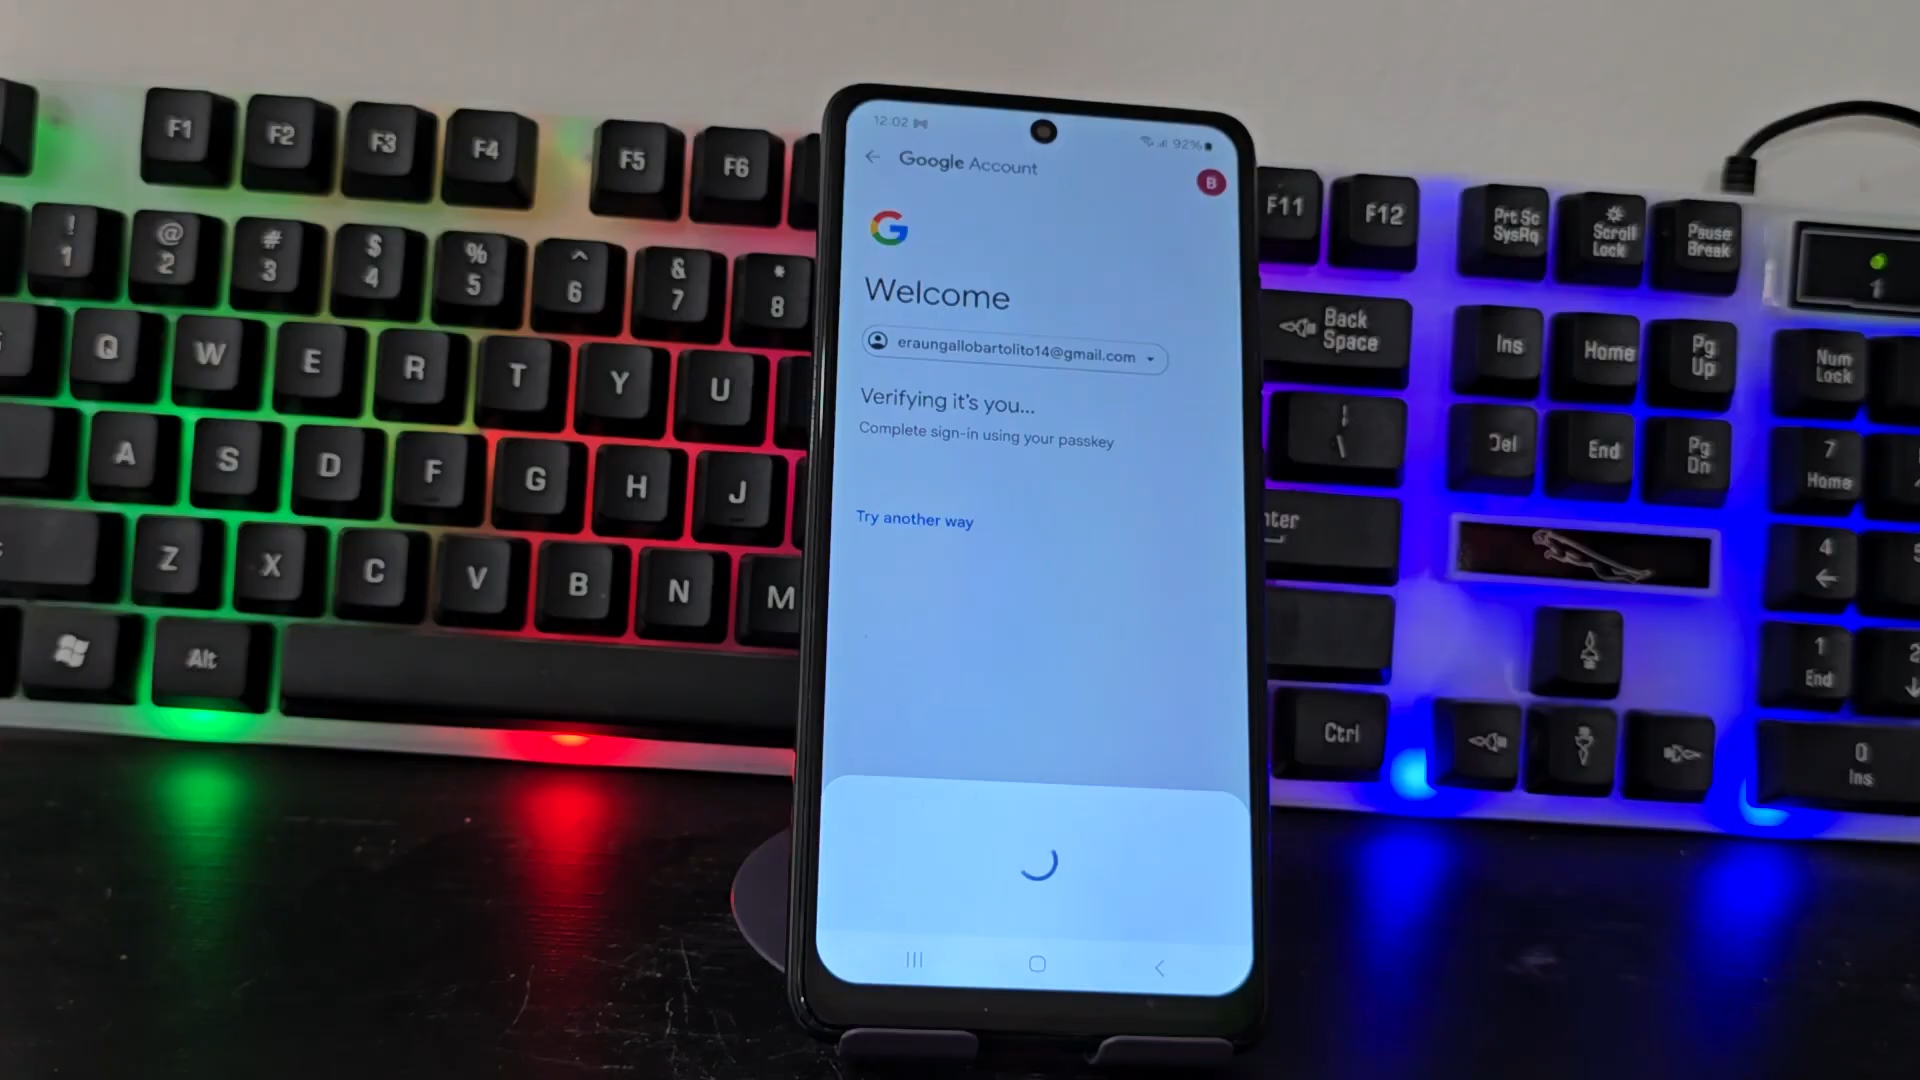 12:02
92%
Google Account
B
G
Welcome
eraungallobartolito14@gmail.com
Verifying it's you...
Complete sign-in using your passkey
Try another way
F1 F2 F3 F4 F5 F6 F11 F12 Prt Sc SysRq Scroll Lock Pause Break
! 1 @ 2 # 3 $ 4 % 5 ^ 6 & 7 * 8 Back Space Ins Home Pg Up Num Lock
1
Q W E R T Y U Del End Pg Dn 7 Home
A S D F G H J 4
Z X C V B N M 1 End
Alt Ctrl 0 Ins